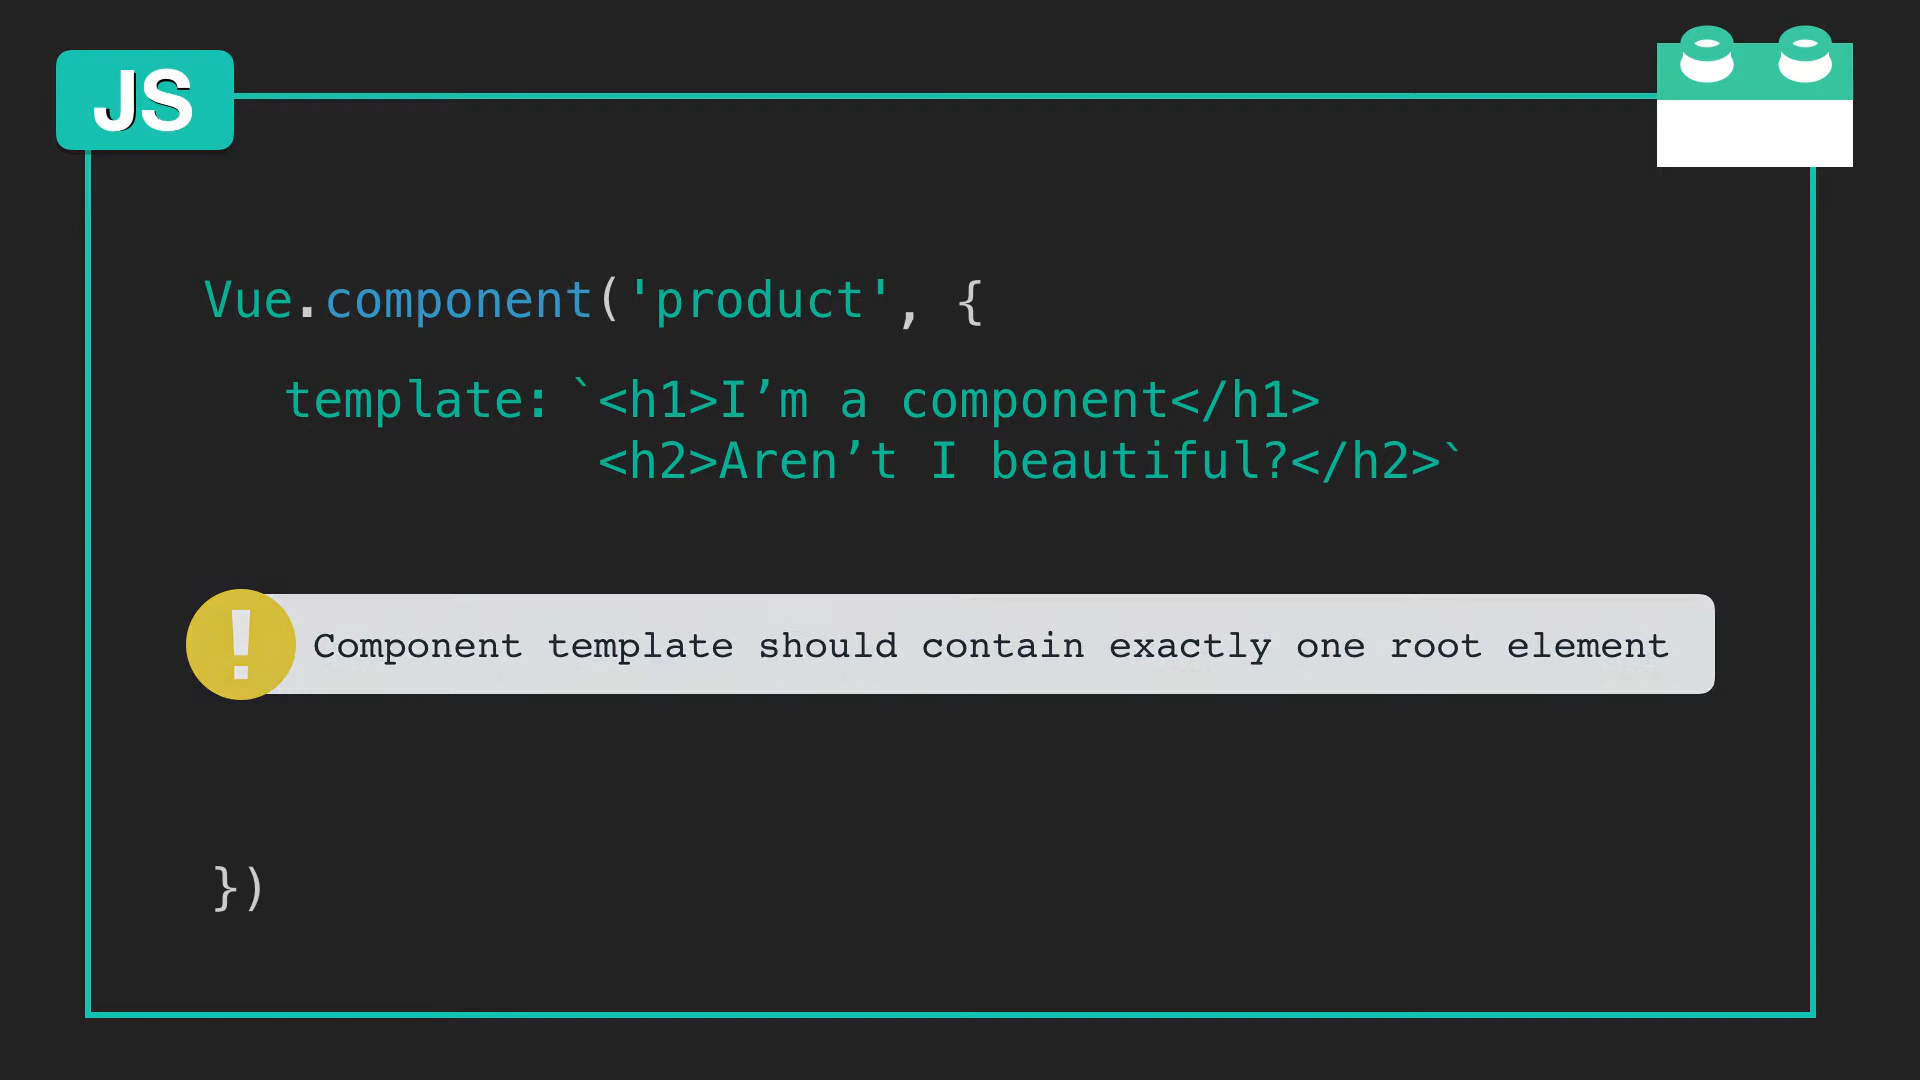 JS
Vue.component('product', {
template: `<h1>I’m a component</h1>
<h2>Aren’t I beautiful?</h2>`
! Component template should contain exactly one root element
})